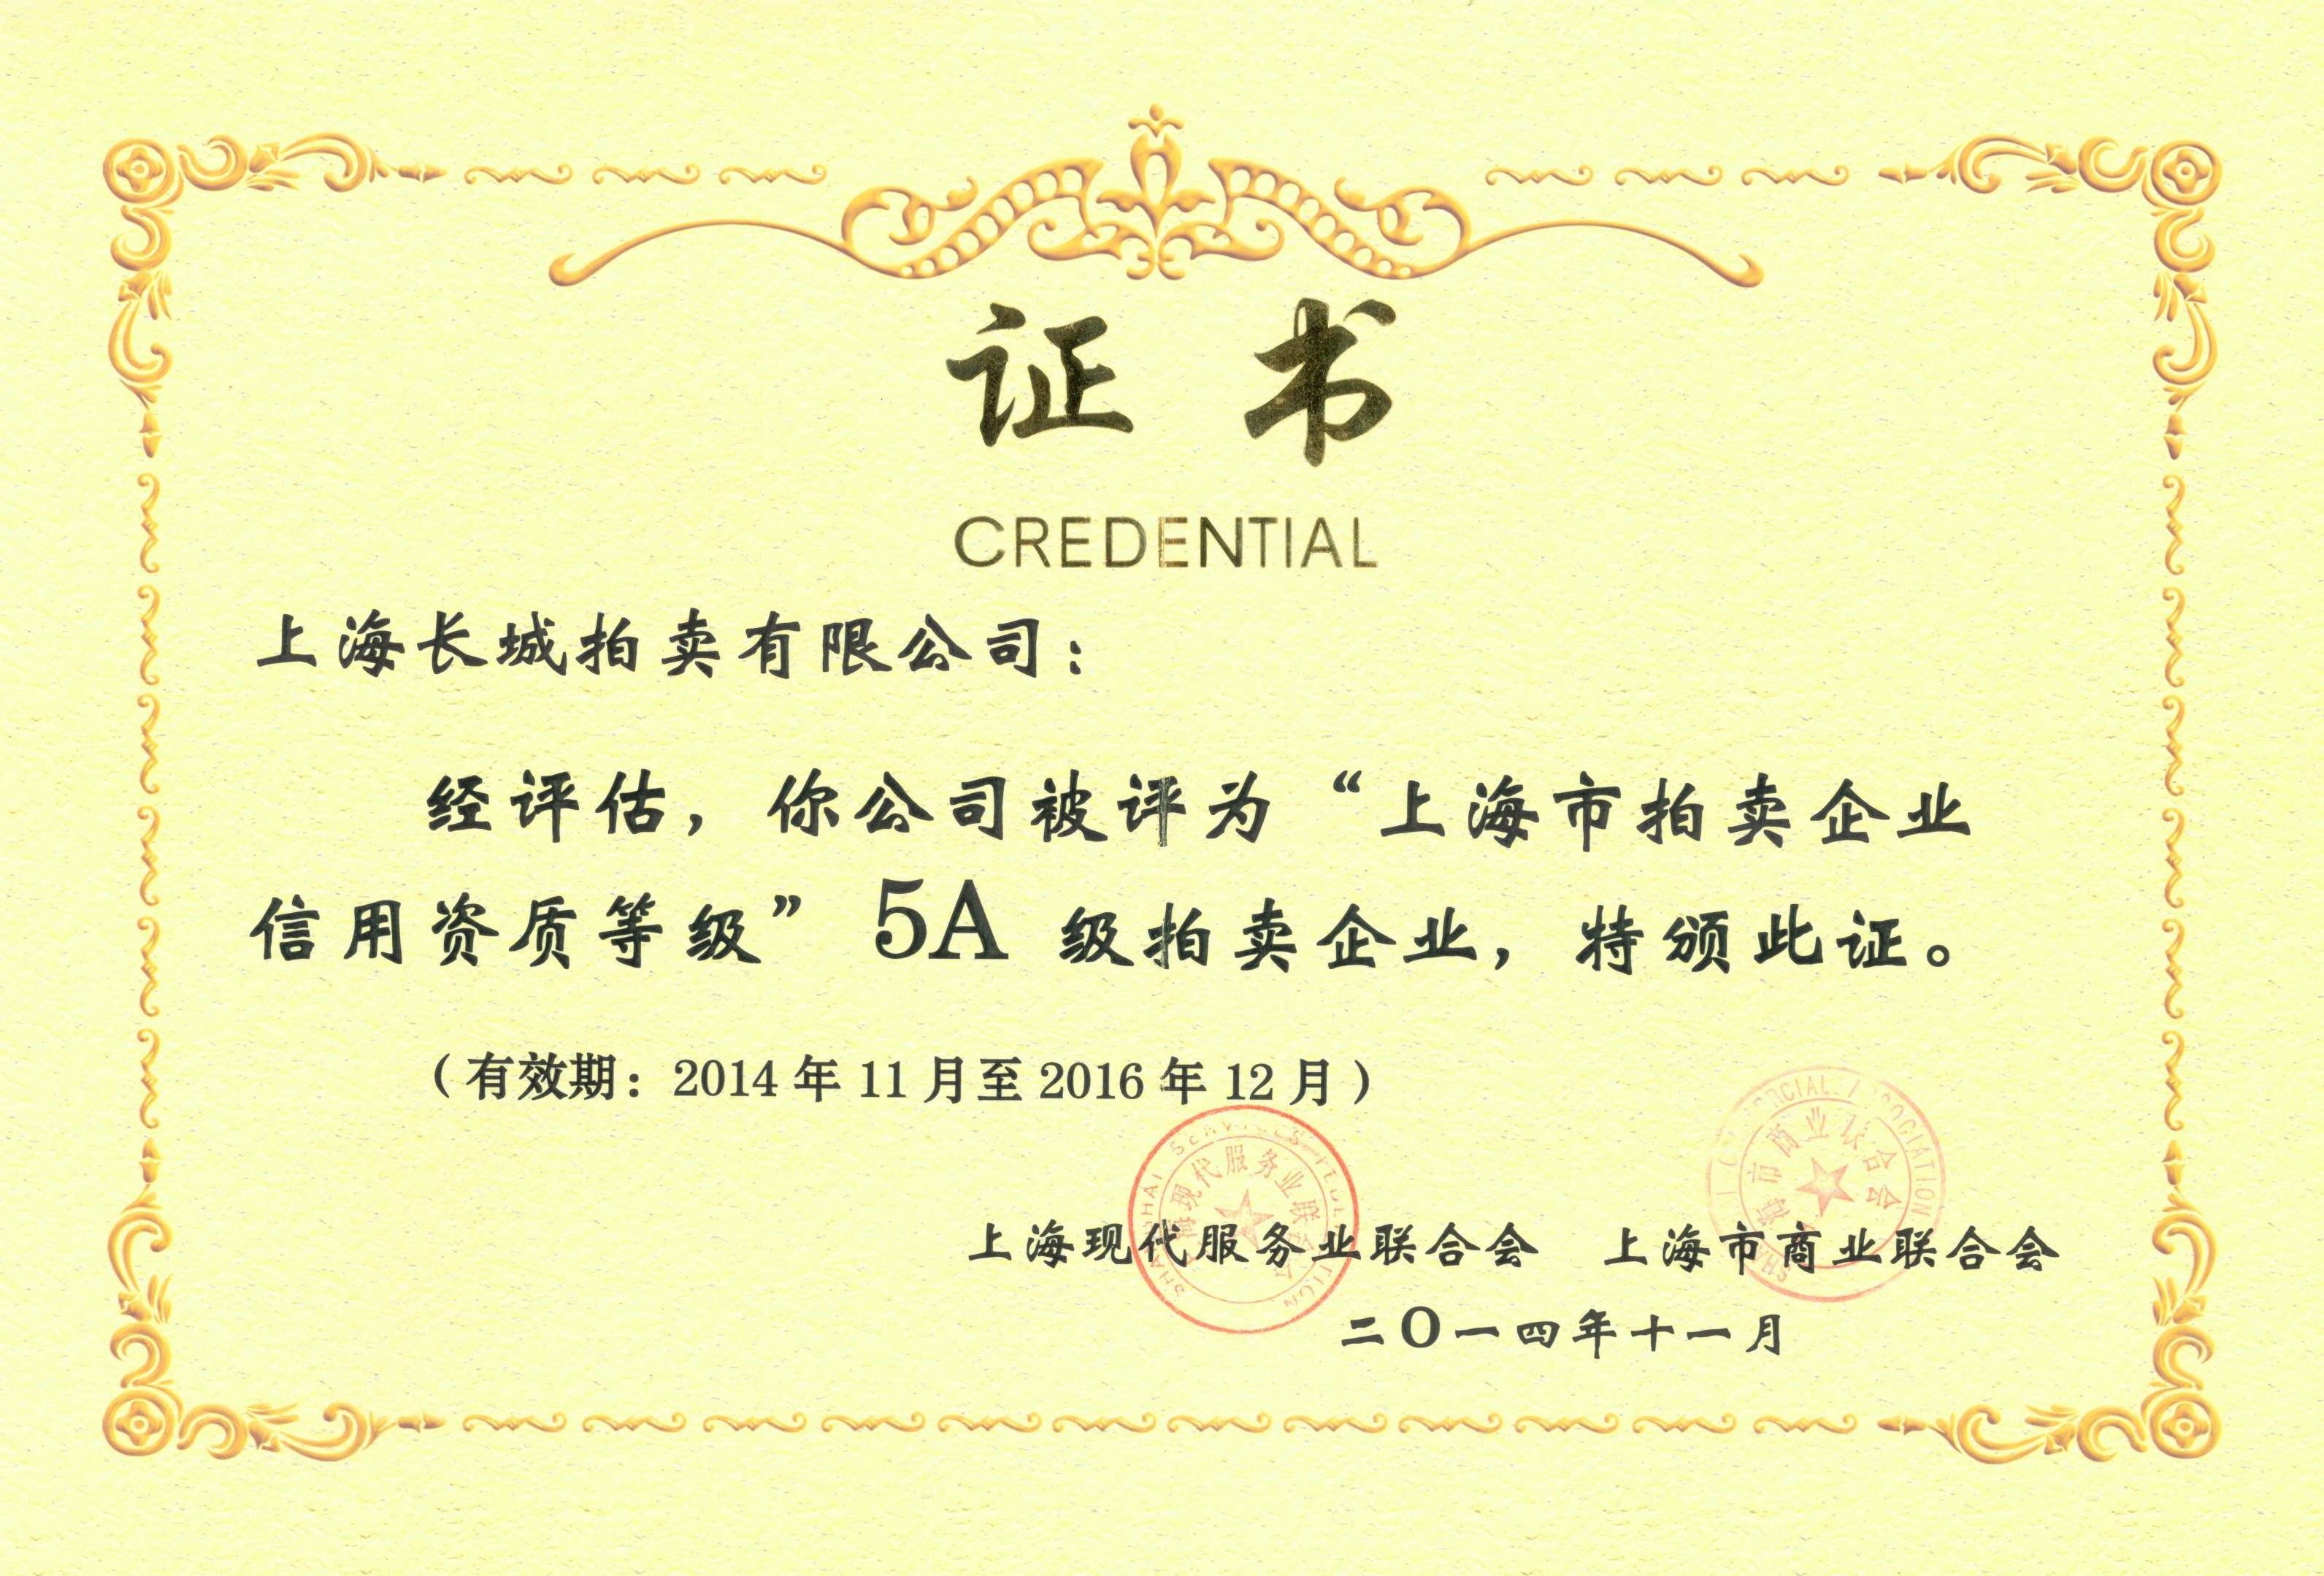 证书
CREDENTIAL
上海长城拍卖有限公司：
经评估，你公司被评为“上海市拍卖企业
信用资质等级”5A 级拍卖企业，特颁此证。
（有效期：2014 年 11 月至 2016 年 12 月）
上海现代服务业联合会 上海市商业联合会
二〇一四年十一月